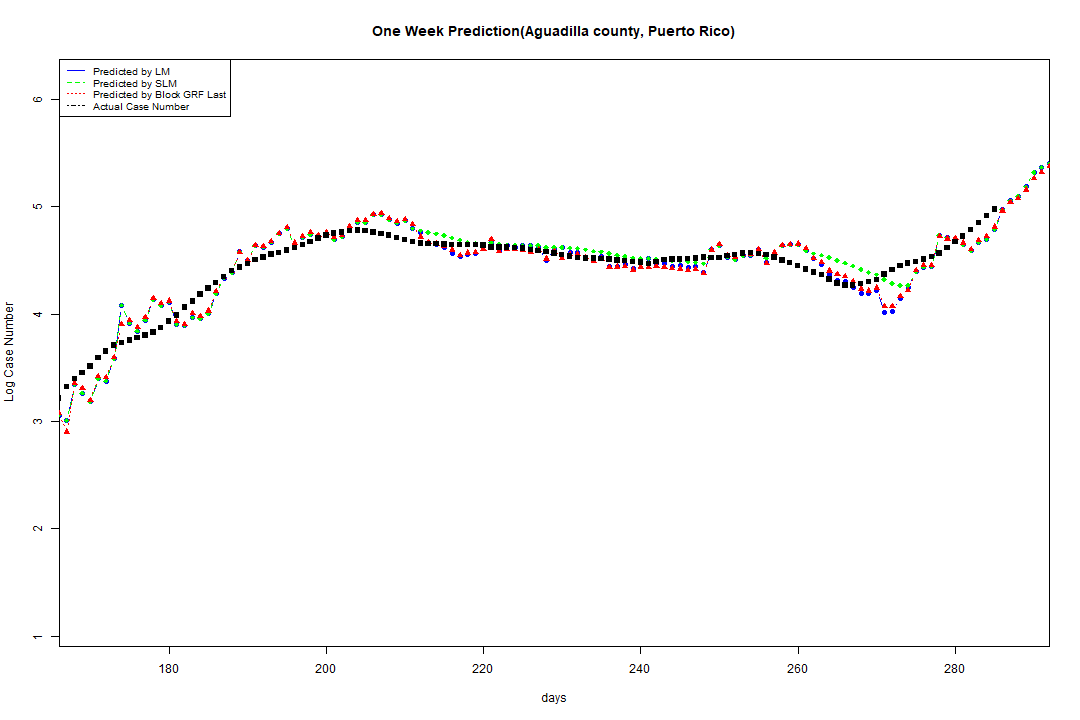 One Week Prediction(Aguadilla county, Puerto Rico)
Predicted by LM
Predicted by SLM
Predicted by Block GRF Last
Actual Case Number
6
5
4
3
2
1
Log Case Number
180 200 220 240 260 280
days